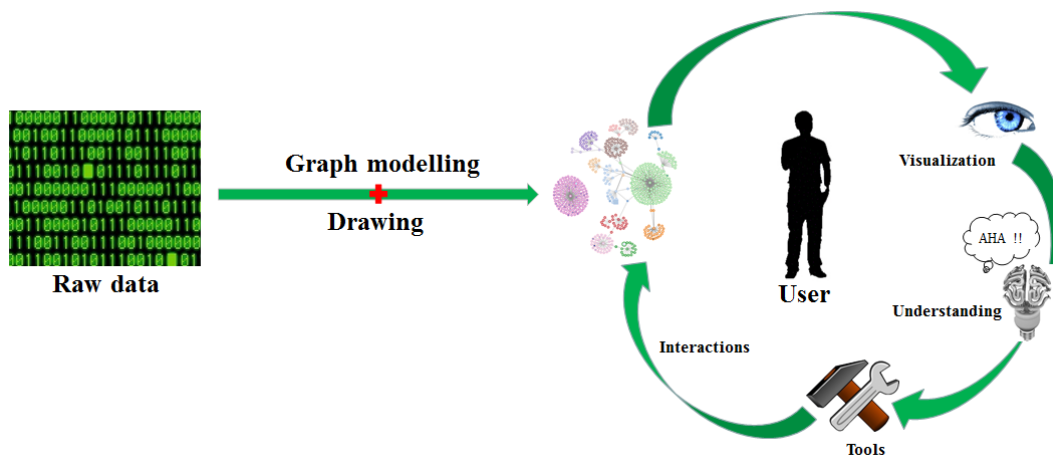 Graph modelling
Drawing
Raw data
Visualization
AHA !!
Understanding
User
Interactions
Tools